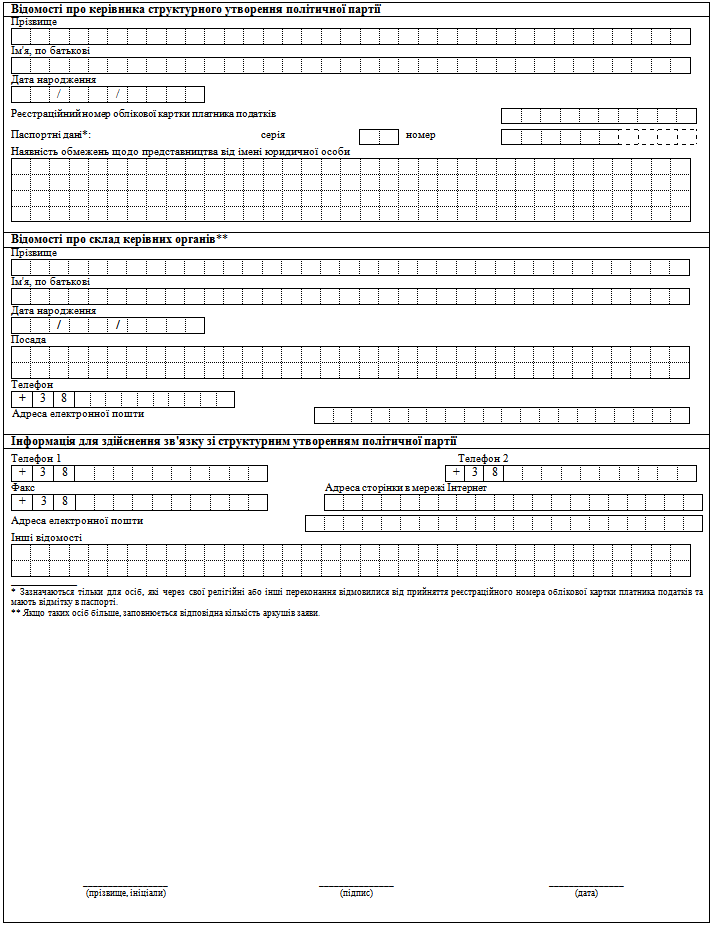 Відомості про керівника структурного утворення політичної партії
Прізвище
Ім'я, по батькові
Дата народження
/ /
Реєстраційний номер облікової картки платника податків
Паспортні дані*: серія номер
Наявність обмежень щодо представництва від імені юридичної особи
Відомості про склад керівних органів**
Прізвище
Ім'я, по батькові
Дата народження
/ /
Посада
Телефон
+ 3 8
Адреса електронної пошти
Інформація для здійснення зв'язку зі структурним утворенням політичної партії
Телефон 1 Телефон 2
+ 3 8 + 3 8
Факс Адреса сторінки в мережі Інтернет
+ 3 8
Адреса електронної пошти
Інші відомості
* Зазначаються тільки для осіб, які через свої релігійні або інші переконання відмовилися від прийняття реєстраційного номера облікової картки платника податків та
мають відмітку в паспорті.
** Якщо таких осіб більше, заповнюється відповідна кількість аркушів заяви.
(прізвище, ініціали) (підпис) (дата)